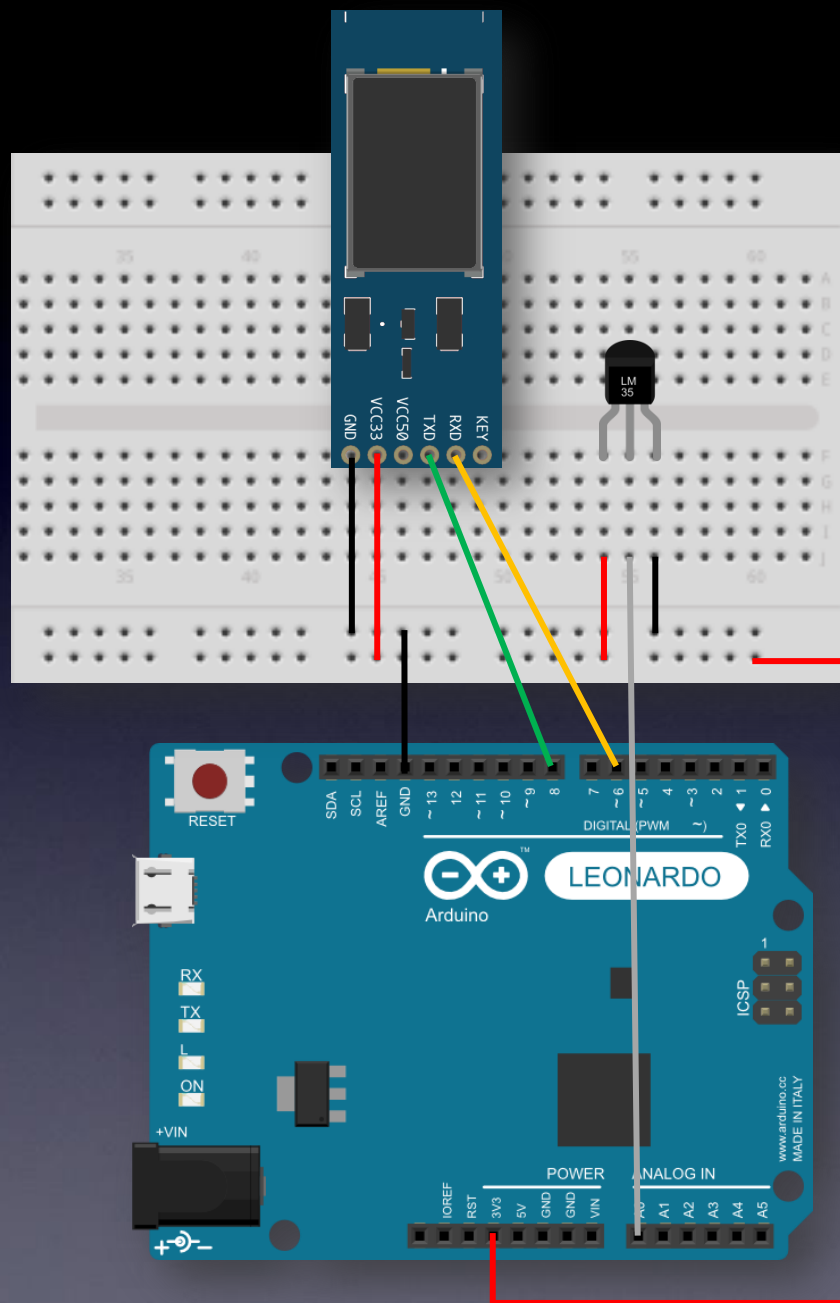 35
40
55
60
A
B
C
D
E
LM
35
GND
VCC33
VCC50
TXD
RXD
KEY
F
G
H
I
J
35
40
45
50
55
60
RESET
SDA
SCL
AREF
GND
~13
12
~11
~10
~9
8
7
~6
~5
4
~3
2
TX0 ◄ 1
RX0 ► 0
DIGITAL (PWM ~)
TM
LEONARDO
Arduino
1
ICSP
RX
TX
L
ON
+VIN
www.arduino.cc
MADE IN ITALY
POWER
ANALOG IN
IOREF
RST
3V3
5V
GND
GND
VIN
A0
A1
A2
A3
A4
A5